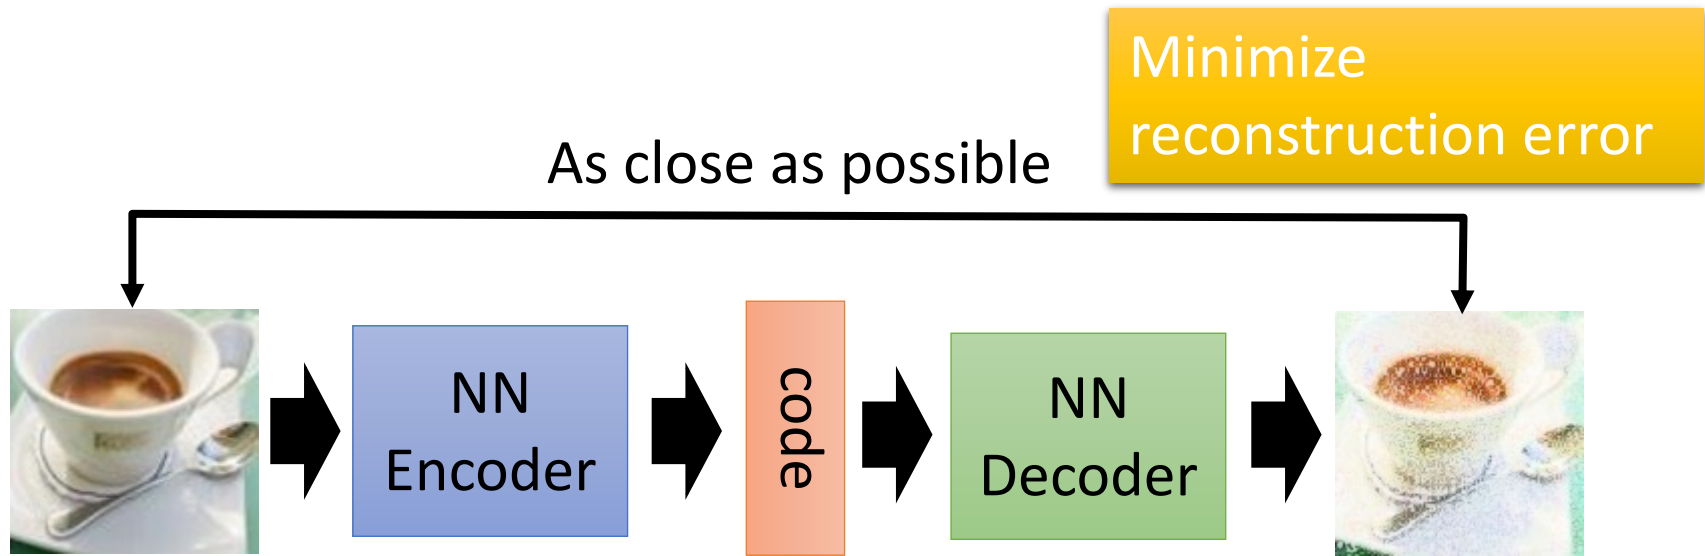 Minimize
reconstruction error
As close as possible
NN
Encoder
code
NN
Decoder